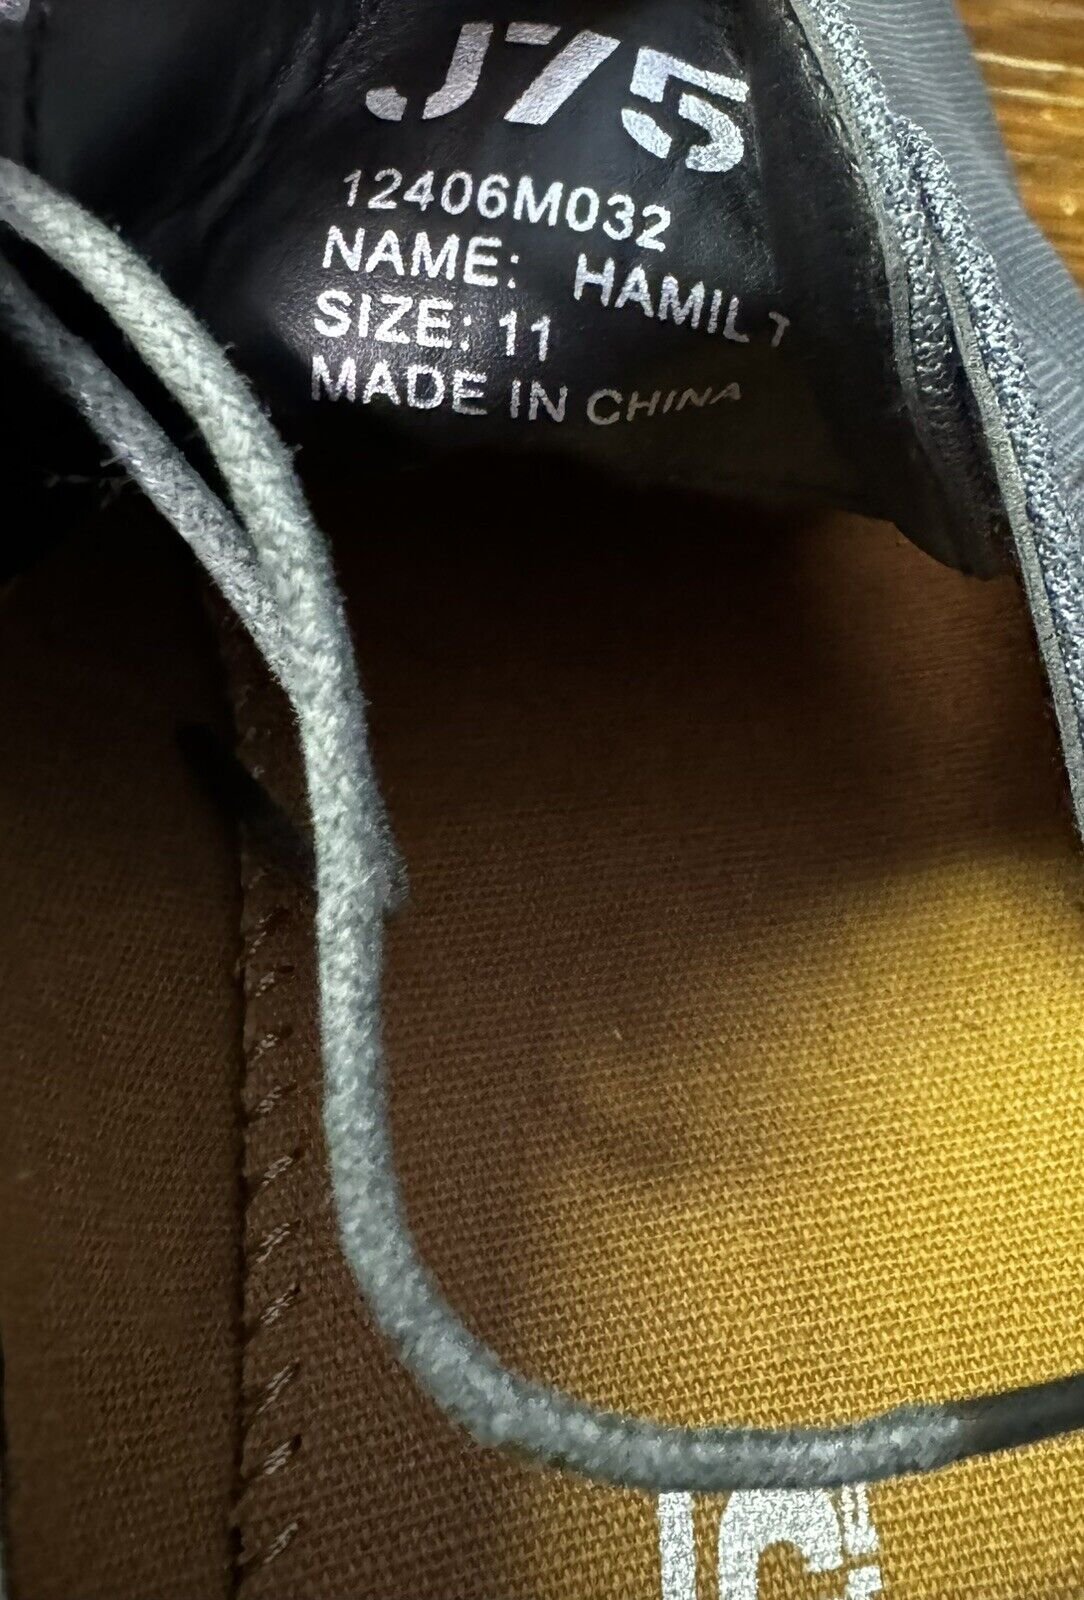 J75
12406M032
NAME: HAMILT
SIZE: 11
MADE IN CHINA